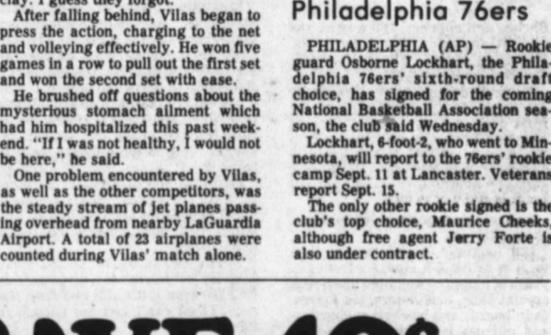 clay. I guess they forgot.
After falling behind, Vilas began to
press the action, charging to the net
and volleying effectively. He won five
games in a row to pull out the first set
and won the second set with ease.
He brushed off questions about the
mysterious stomach ailment which
had him hospitalized this past week-
end. "If I was not healthy, I would not
be here," he said.
One problem encountered by Vilas,
as well as the other competitors, was
the steady stream of jet planes pass-
ing overhead from nearby LaGuardia
Airport. A total of 23 airplanes were
counted during Vilas' match alone.
Philadelphia 76ers
PHILADELPHIA (AP) — Rookie
guard Osborne Lockhart, the Phila-
delphia 76ers' sixth-round draft
choice, has signed for the coming
National Basketball Association sea-
son, the club said Wednesday.
Lockhart, 6-foot-2, who went to Min-
nesota, will report to the 76ers' rookie
camp Sept. 11 at Lancaster. Veterans
report Sept. 15.
The only other rookie signed is the
club's top choice, Maurice Cheeks,
although free agent Jerry Forte is
also under contract.